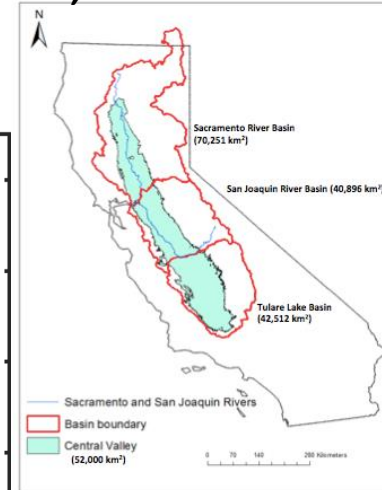 N
Sacramento River Basin
(70,251 km²)
San Joaquin River Basin (40,896 km²)
Tulare Lake Basin
(42,512 km²)
Sacramento and San Joaquin Rivers
Basin boundary
Central Valley
(52,000 km²)
0 70 140 280 Kilometers